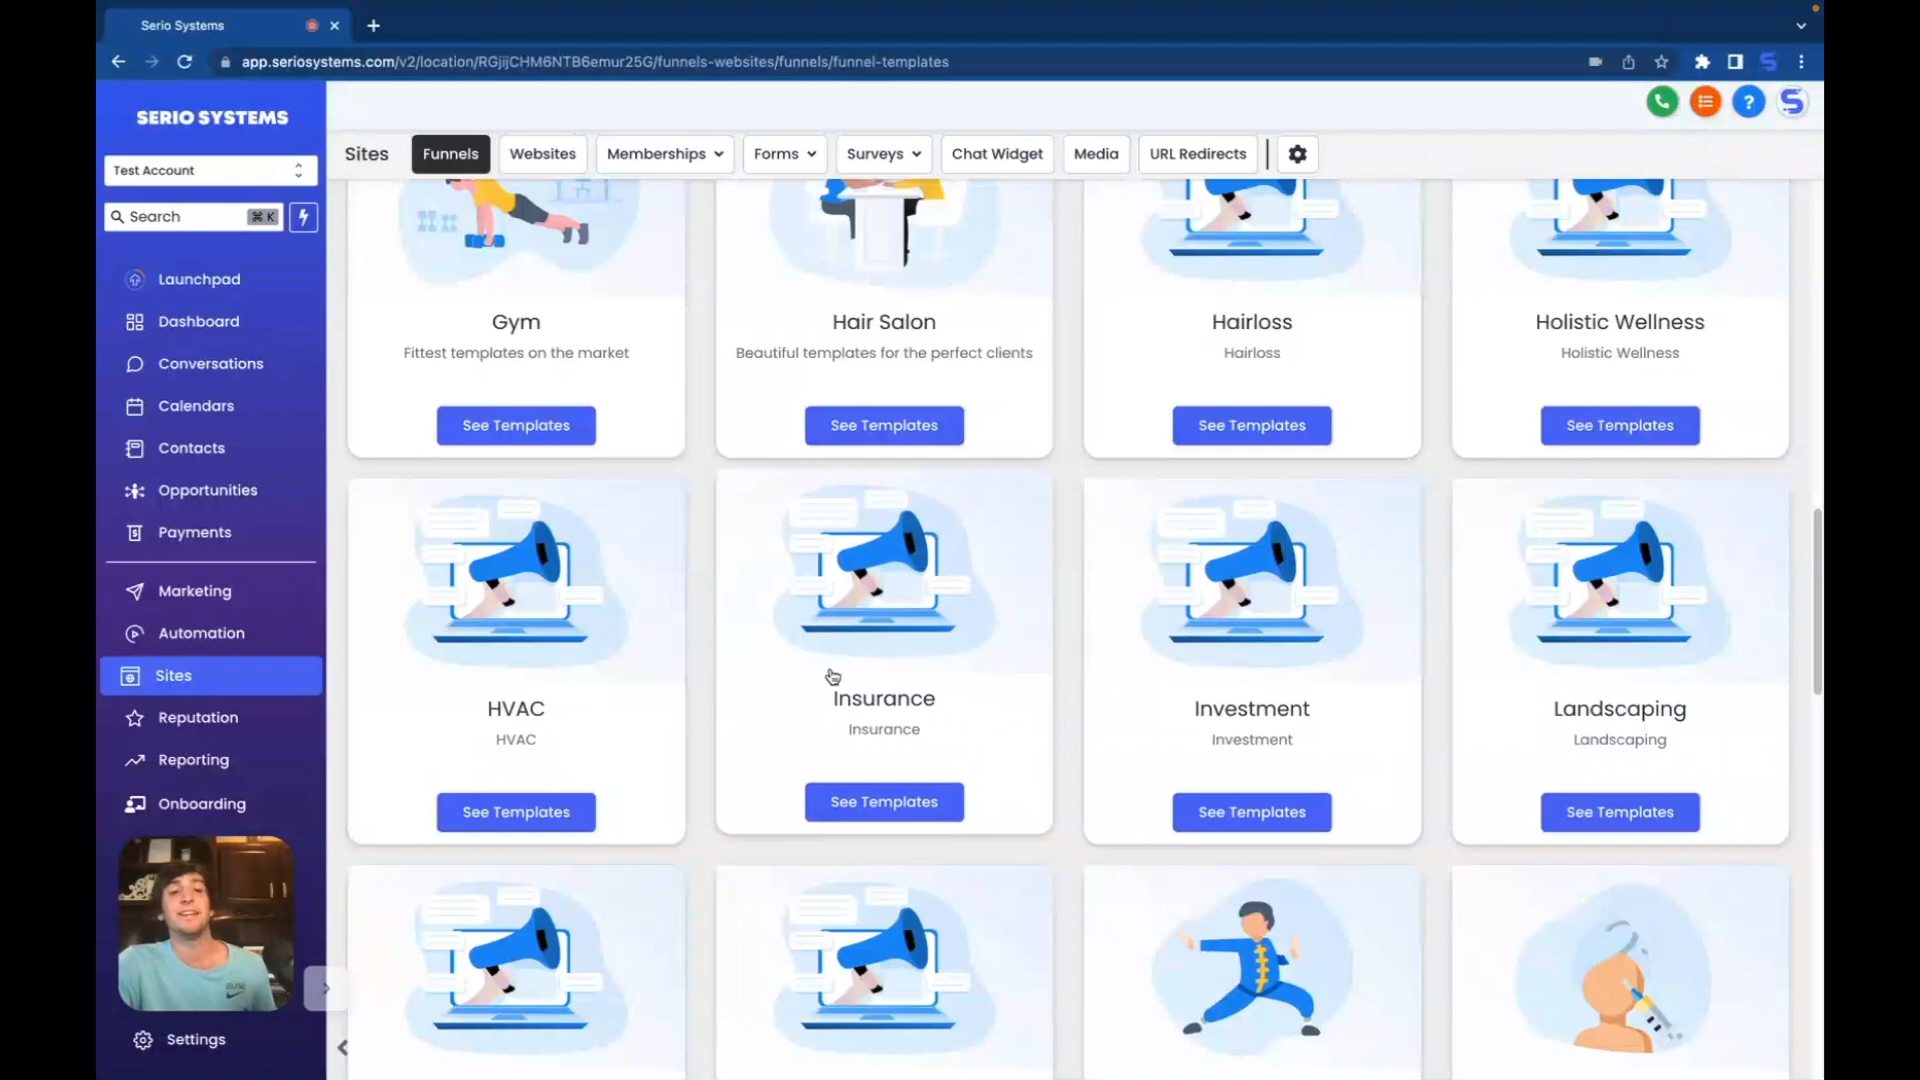 Serio Systems
app.seriosystems.com/v2/location/RGjijCHM6NTB6emur25G/funnels-websites/funnels/funnel-templates
SERIO SYSTEMS
Test Account
Search ⌘ K
Launchpad
Dashboard
Conversations
Calendars
Contacts
Opportunities
Payments
Marketing
Automation
Sites
Reputation
Reporting
Onboarding
Settings
Sites Funnels Websites Memberships Forms Surveys Chat Widget Media URL Redirects
Gym
Fittest templates on the market
See Templates
Hair Salon
Beautiful templates for the perfect clients
See Templates
Hairloss
Hairloss
See Templates
Holistic Wellness
Holistic Wellness
See Templates
HVAC
HVAC
See Templates
Insurance
Insurance
See Templates
Investment
Investment
See Templates
Landscaping
Landscaping
See Templates